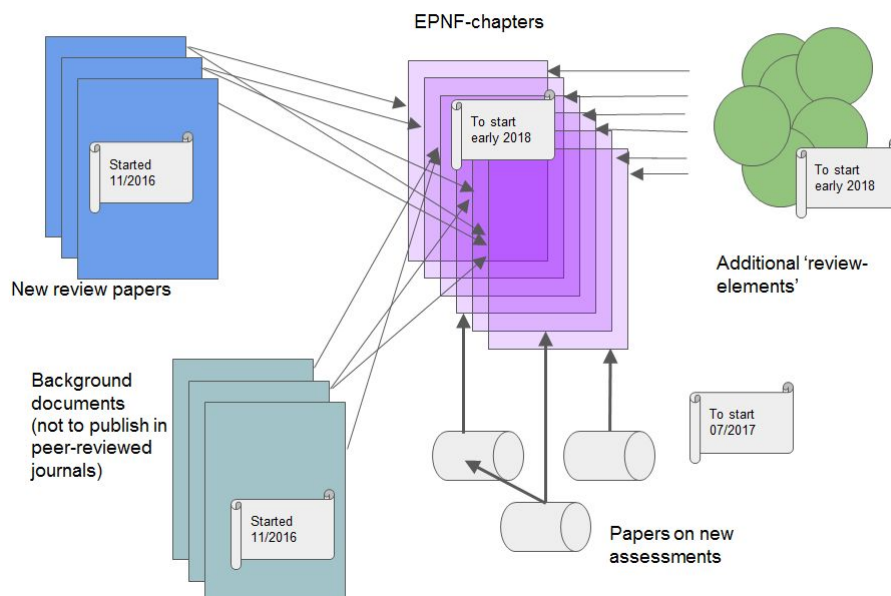 EPNF-chapters
To start
early 2018
Started
11/2016
To start
early 2018
New review papers
Additional ‘review-
elements’
Background
documents
(not to publish in
peer-reviewed
journals)
To start
07/2017
Started
11/2016
Papers on new
assessments